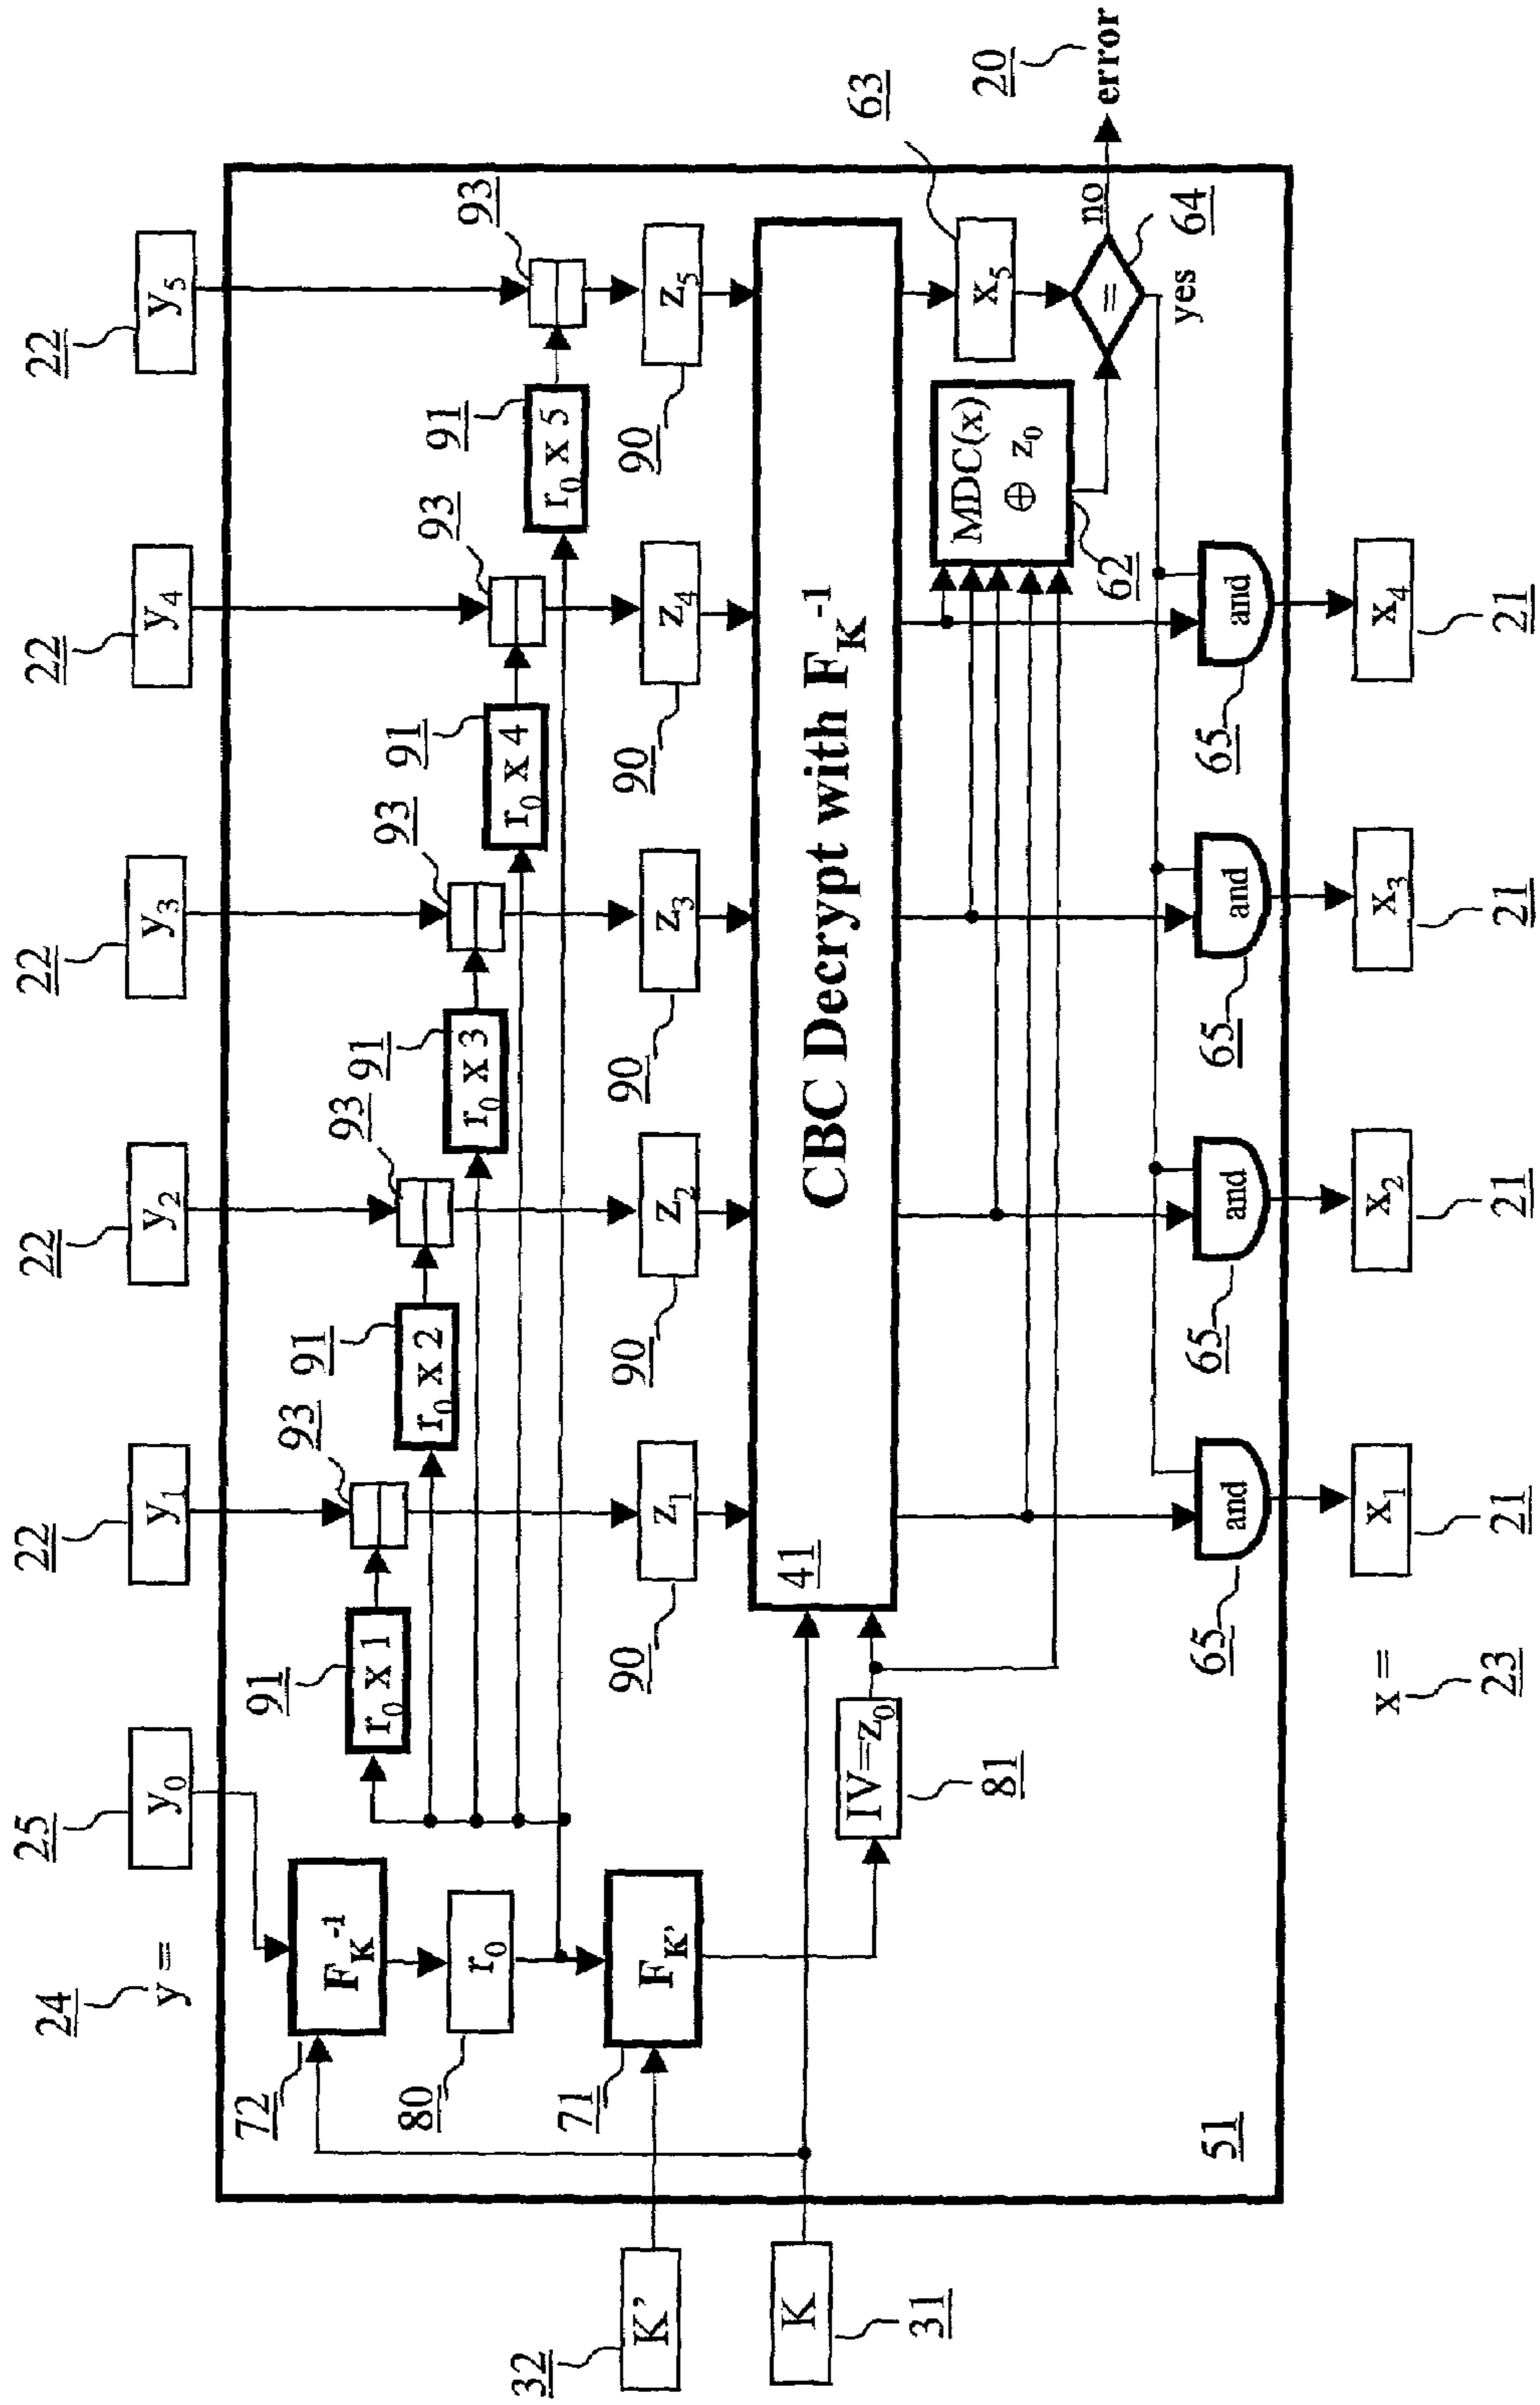 24 25 22 22 22 22 22
y = y₀ y₁ y₂ y₃ y₄ y₅
72 F_K⁻¹
91 r₀ x 1 93
91 r₀ x 2 93
91 r₀ x 3 93
91 r₀ x 4 93
91 r₀ x 5 93
80 r₀
32 K'
71 F_K'
90 z₁ 90 z₂ 90 z₃ 90 z₄ 90 z₅
31 K
IV=z₀
81
41
CBC Decrypt with F_K⁻¹
MDC(x)
⊕ z₀
62
x₅
63
=
64
no
yes
20
error
and and and and
65 65 65 65
51
x = x₁ x₂ x₃ x₄
23 21 21 21 21